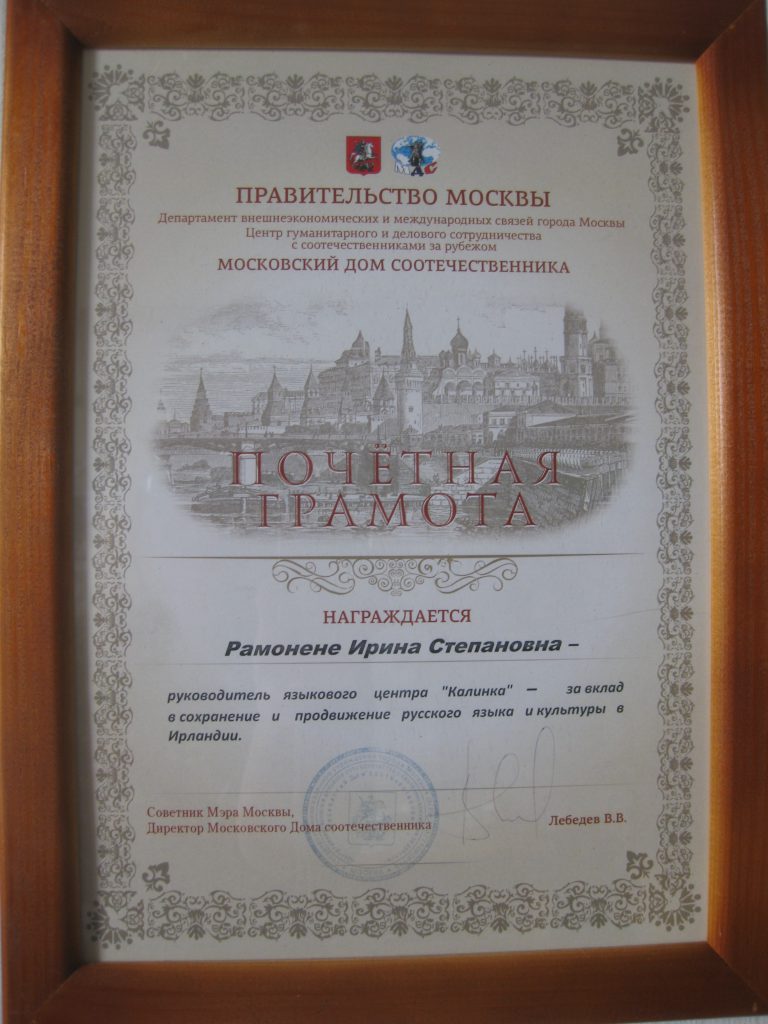 МДС
ПРАВИТЕЛЬСТВО МОСКВЫ
Департамент внешнеэкономических и международных связей города Москвы
Центр гуманитарного и делового сотрудничества
с соотечественниками за рубежом
МОСКОВСКИЙ ДОМ СООТЕЧЕСТВЕННИКА
ПОЧЁТНАЯ
ГРАМОТА
НАГРАЖДАЕТСЯ
Рамонене Ирина Степановна –
руководитель языкового центра "Калинка" – за вклад
в сохранение и продвижение русского языка и культуры в
Ирландии.
Советник Мэра Москвы,
Директор Московского Дома соотечественника
Лебедев В.В.